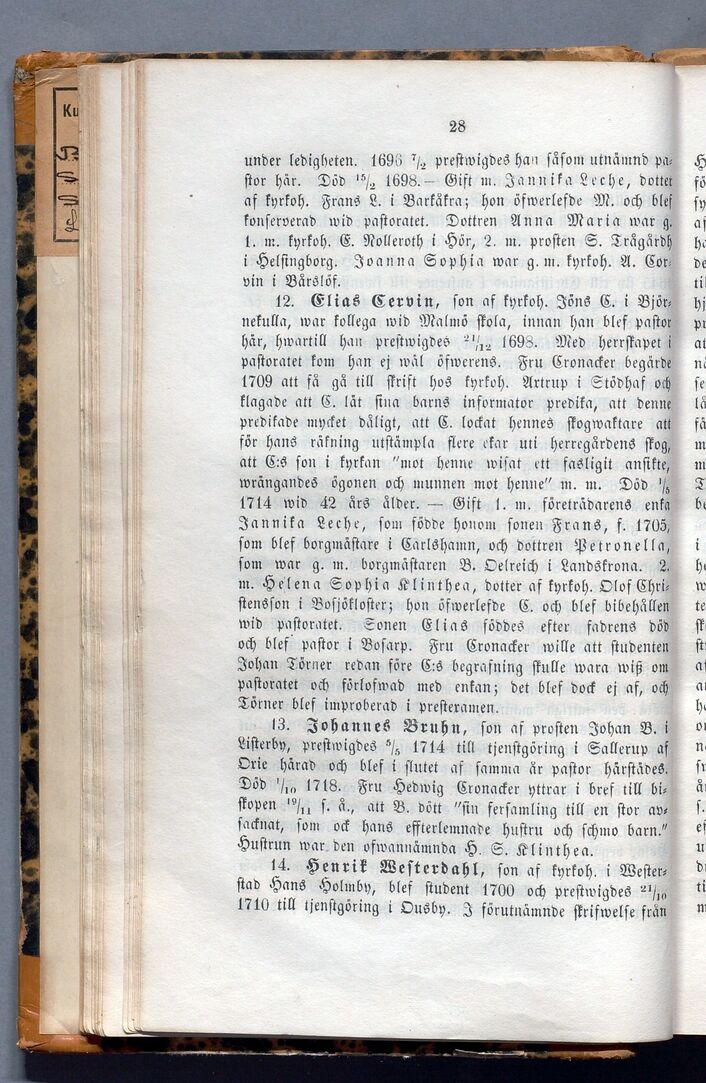 Ku
28
under ledigheten. 1696 7/2 prestwigdes han såsom utnämnd pa-
stor här. Död 15/2 1698. — Gift m. Jannika Leche, dotter
af kyrkoh. Frans L. i Barkåkra; hon öfwerlefde M. och blef
konserverad wid pastoratet. Dottren Anna Maria war g.
1. m. kyrkoh. E. Nolleroth i Hör, 2. m. prosten S. Trägårdh
i Helsingborg. Joanna Sophia war g. m. kyrkoh. A. Cor-
vin i Bårslöf.
12. Elias Cervin, son af kyrkoh. Jöns C. i Björ-
nekulla, war kollega wid Malmö skola, innan han blef pastor
här, hwartill han prestwigdes 21/12 1698. Med herrskapet i
pastoratet kom han ej wäl öfwerens. Fru Cronacker begärde
1709 att få gå till skrift hos kyrkoh. Artrup i Stödhaf och
klagade att C. lät sina barns informator predika, att denne
predikade mycket dåligt, att C. lockat hennes skogwaktare att
för hans räkning utstämpla flere ekar uti herregårdens skog,
att C:s son i kyrkan "mot henne wisat ett fasligit ansikte,
wrängandes ögonen och munnen mot henne" m. m. Död 1/5
1714 wid 42 års ålder. — Gift 1. m. företrädarens enka
Jannika Leche, som födde honom sonen Frans, f. 1705,
som blef borgmästare i Carlshamn, och dottren Petronella,
som war g. m. borgmästaren B. Oelreich i Landskrona. 2.
m. Helena Sophia Klinthea, dotter af kyrkoh. Olof Chri-
stensson i Bosjökloster; hon öfwerlefde C. och blef bibehållen
wid pastoratet. Sonen Elias föddes efter fadrens död
och blef pastor i Bosarp. Fru Cronacker wille att studenten
Johan Törner redan före C:s begrafning skulle wara wiß om
pastoratet och förlofwad med enkan; det blef dock ej af, och
Törner blef improberad i presteramen.
13. Johannes Bruhn, son af prosten Johan B. i
Listerby, prestwigdes 5/5 1714 till tjenstgöring i Sallerup af
Orie härad och blef i slutet af samma år pastor härstädes.
Död 1/10 1718. Fru Hedwig Cronacker yttrar i bref till bi-
skopen 19/11 s. å., att B. dött "sin fersamling till en stor av-
sacknat, som ock hans effterlemnade hustru och schmo barn."
Hustrun war den ofwannämnda H. S. Klinthea.
14. Henrik Westerdahl, son af kyrkoh. i Wester-
stad Hans Holmby, blef student 1700 och prestwigdes 21/10
1710 till tjenstgöring i Ousby. I förutnämnde skrifwelse från